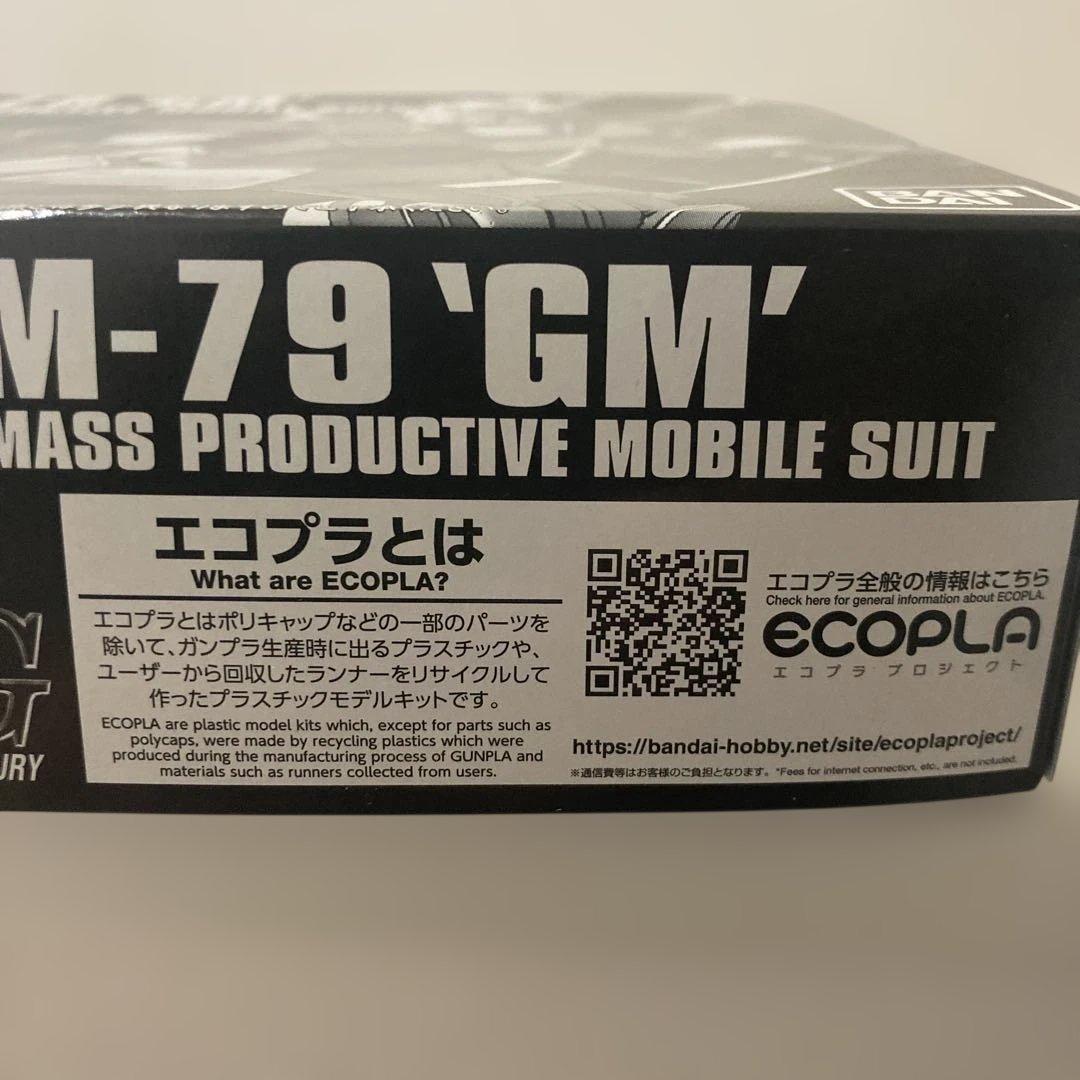 BAN
DAI
M-79 'GM'
MASS PRODUCTIVE MOBILE SUIT
エコプラとは
What are ECOPLA?
エコプラとはポリキャップなどの一部のパーツを
除いて、ガンプラ生産時に出るプラスチックや、
ユーザーから回収したランナーをリサイクルして
作ったプラスチックモデルキットです。
ECOPLA are plastic model kits which, except for parts such as
polycaps, were made by recycling plastics which were
produced during the manufacturing process of GUNPLA and
materials such as runners collected from users.
エコプラ全般の情報はこちら
Check here for general information about ECOPLA.
ECOPLA
エコプラ プロジェクト
https://bandai-hobby.net/site/ecoplaproject/
※通信費等はお客様のご負担となります。*Fees for internet connection, etc., are not included.
G
URY